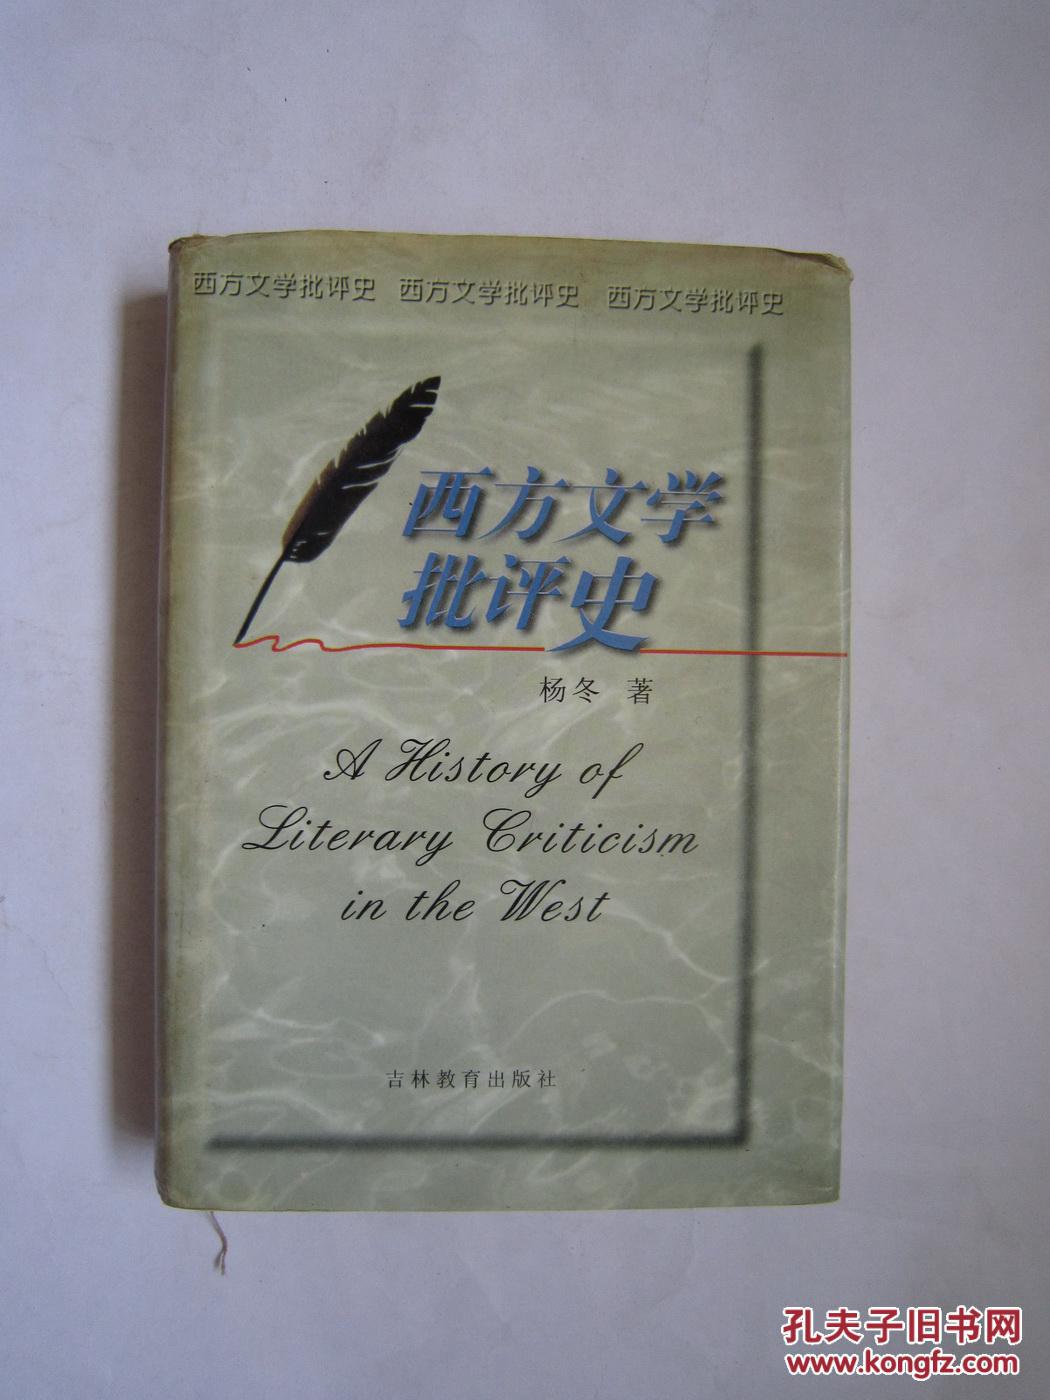 西方文学批评史 西方文学批评史 西方文学批评史
西方文学
批评史
杨冬 著
A History of
Literary Criticism
in the West
吉林教育出版社
孔夫子旧书网
www.kongfz.com